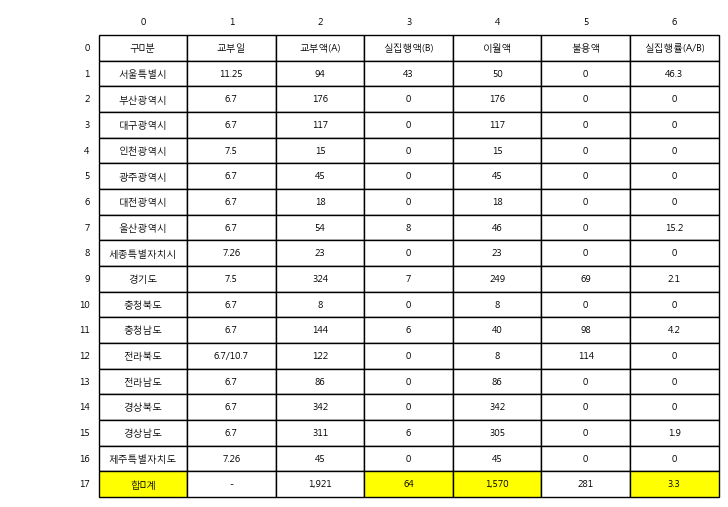 0 1 2 3 4 5 6
0 구분 교부일 교부액(A) 실집행액(B) 이월액 불용액 실집행률(A/B)
1 서울특별시 11.25 94 43 50 0 46.3
2 부산광역시 6.7 176 0 176 0 0
3 대구광역시 6.7 117 0 117 0 0
4 인천광역시 7.5 15 0 15 0 0
5 광주광역시 6.7 45 0 45 0 0
6 대전광역시 6.7 18 0 18 0 0
7 울산광역시 6.7 54 8 46 0 15.2
8 세종특별자치시 7.26 23 0 23 0 0
9 경기도 7.5 324 7 249 69 2.1
10 충청북도 6.7 8 0 8 0 0
11 충청남도 6.7 144 6 40 98 4.2
12 전라북도 6.7/10.7 122 0 8 114 0
13 전라남도 6.7 86 0 86 0 0
14 경상북도 6.7 342 0 342 0 0
15 경상남도 6.7 311 6 305 0 1.9
16 제주특별자치도 7.26 45 0 45 0 0
17 합계 - 1,921 64 1,570 281 3.3